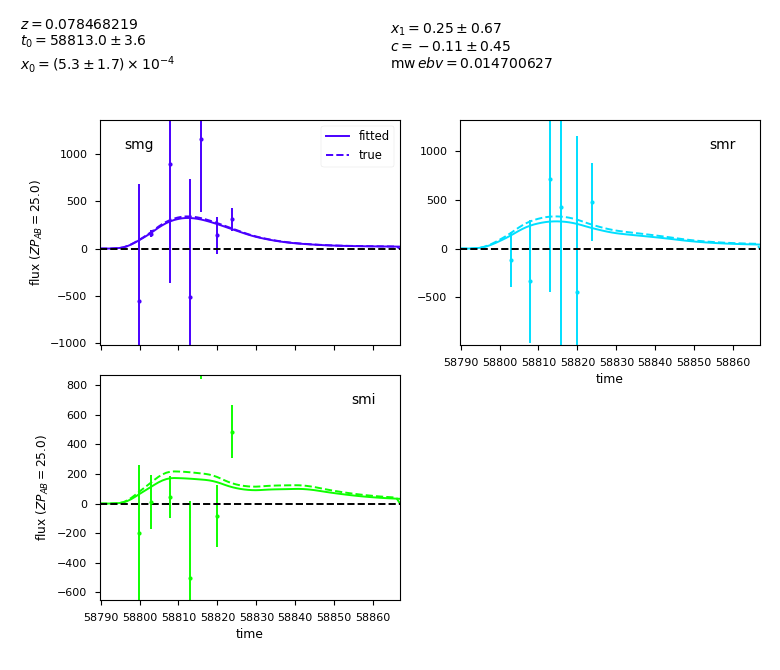 z = 0.078468219
t₀ = 58813.0 ± 3.6
x₀ = (5.3 ± 1.7) × 10⁻⁴
x₁ = 0.25 ± 0.67
c = −0.11 ± 0.45
mw ebv = 0.014700627
smg
fitted
true
1000
500
0
−500
−1000
flux (ZP_AB = 25.0)
smr
1000
500
0
−500
58790 58800 58810 58820 58830 58840 58850 58860
time
smi
800
600
400
200
0
−200
−400
−600
flux (ZP_AB = 25.0)
58790 58800 58810 58820 58830 58840 58850 58860
time